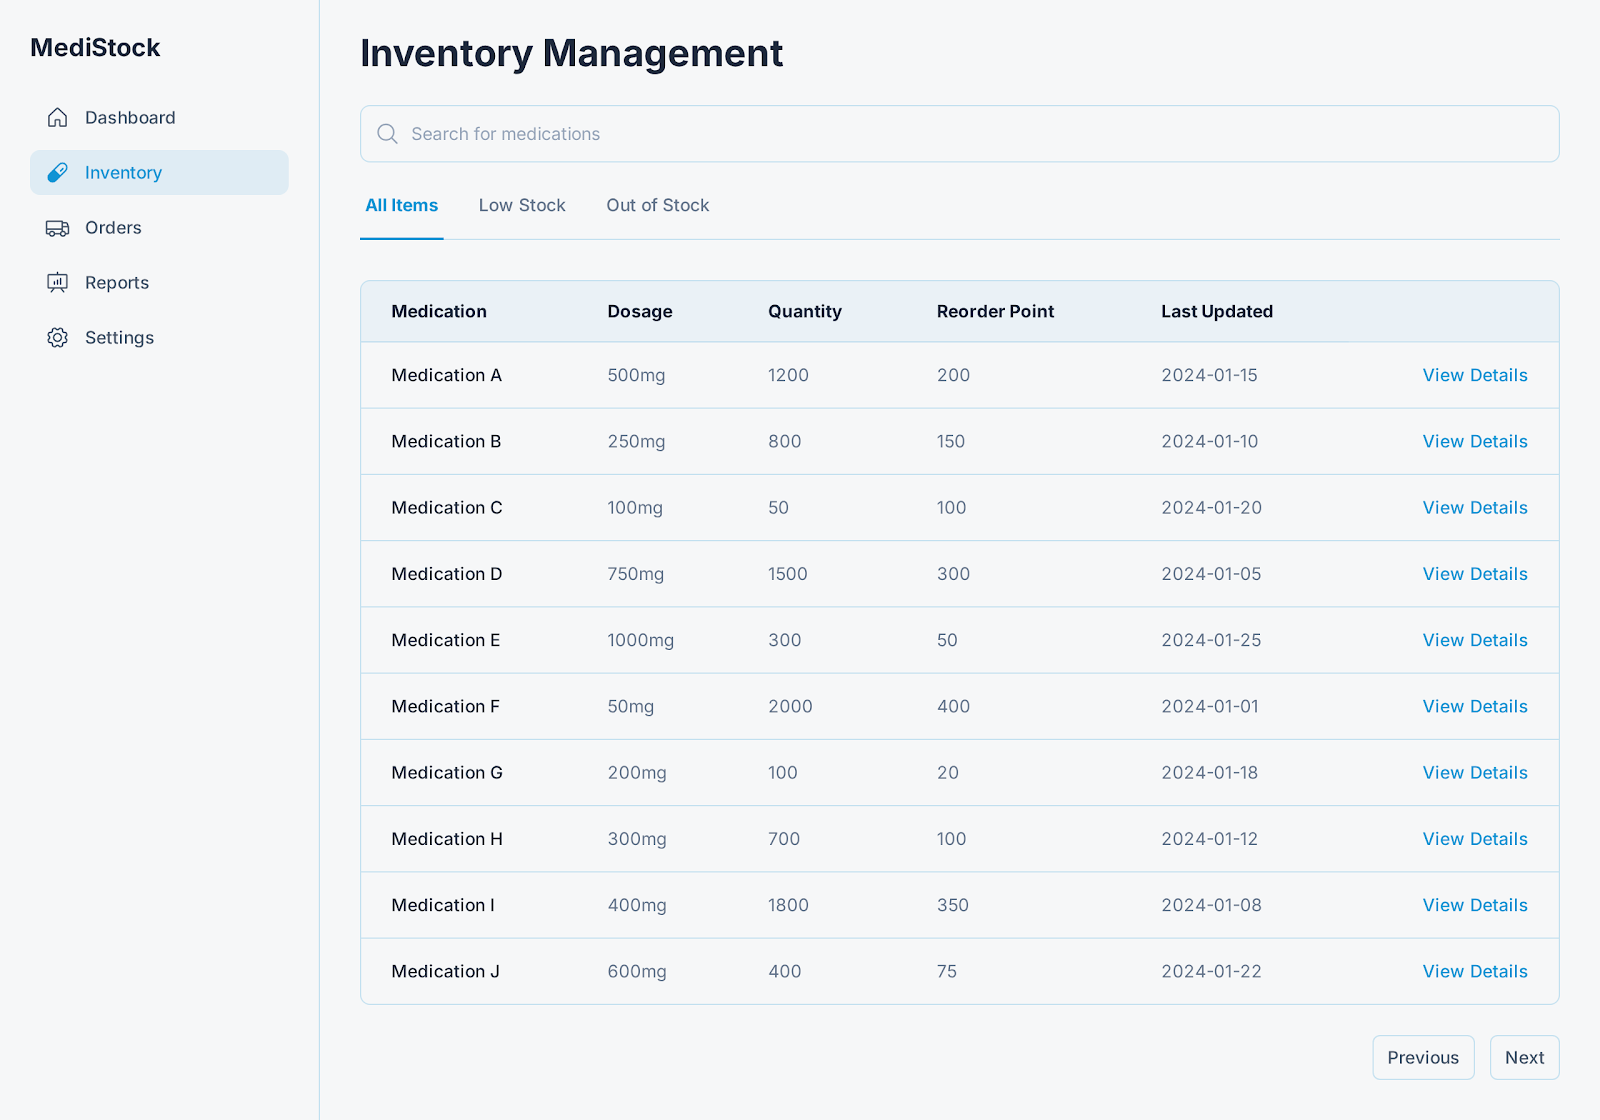 MediStock
Dashboard
Inventory
Orders
Reports
Settings
Inventory Management
Search for medications
All Items Low Stock Out of Stock
Medication Dosage Quantity Reorder Point Last Updated
Medication A 500mg 1200 200 2024-01-15 View Details
Medication B 250mg 800 150 2024-01-10 View Details
Medication C 100mg 50 100 2024-01-20 View Details
Medication D 750mg 1500 300 2024-01-05 View Details
Medication E 1000mg 300 50 2024-01-25 View Details
Medication F 50mg 2000 400 2024-01-01 View Details
Medication G 200mg 100 20 2024-01-18 View Details
Medication H 300mg 700 100 2024-01-12 View Details
Medication I 400mg 1800 350 2024-01-08 View Details
Medication J 600mg 400 75 2024-01-22 View Details
Previous Next